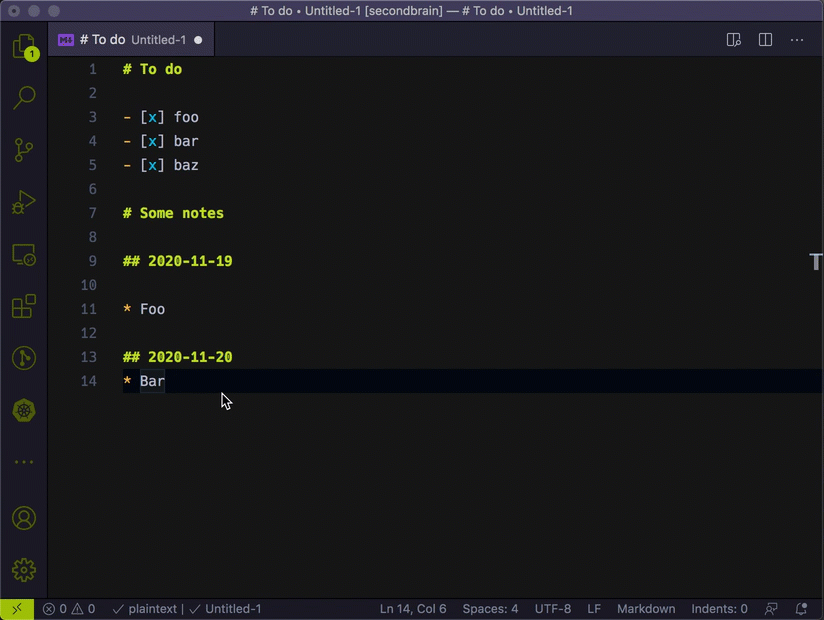 # To do • Untitled-1 [secondbrain] — # To do • Untitled-1
# To do Untitled-1
1
1 # To do
2
3 - [x] foo
4 - [x] bar
5 - [x] baz
6
7 # Some notes
8
9 ## 2020-11-19
10
11 * Foo
12
13 ## 2020-11-20
14 * Bar
0 0 ✓ plaintext | ✓ Untitled-1 Ln 14, Col 6 Spaces: 4 UTF-8 LF Markdown Indents: 0